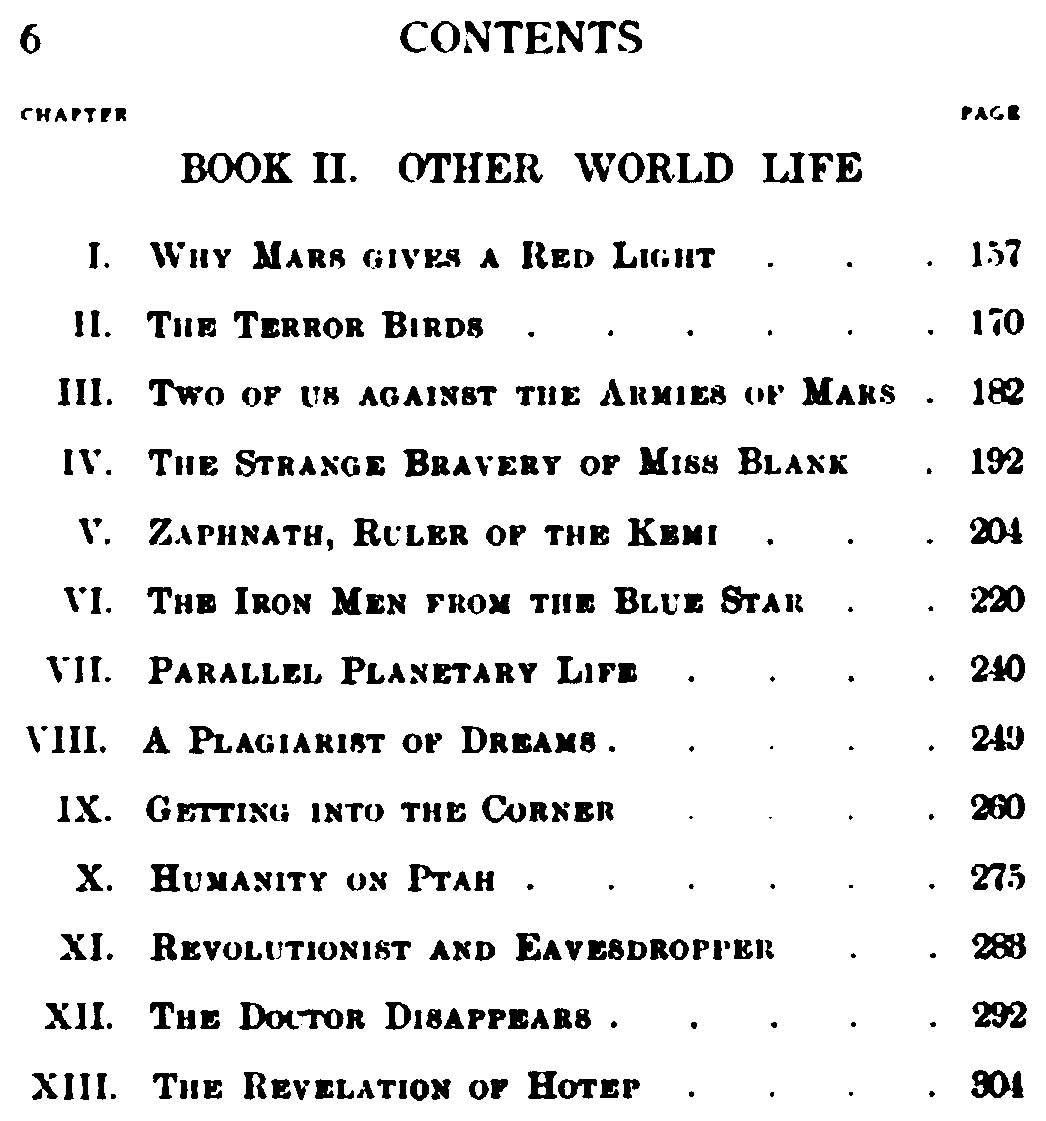 6 CONTENTS
CHAPTER PAGE
BOOK II. OTHER WORLD LIFE
I. WHY MARS GIVES A RED LIGHT . . . 157
II. THE TERROR BIRDS . . . . . . 170
III. TWO OF US AGAINST THE ARMIES OF MARS . 182
IV. THE STRANGE BRAVERY OF MISS BLANK . 192
V. ZAPHNATH, RULER OF THE KEMI . . . 204
VI. THE IRON MEN FROM THE BLUE STAR . . 220
VII. PARALLEL PLANETARY LIFE . . . . 240
VIII. A PLAGIARIST OF DREAMS . . . . . 249
IX. GETTING INTO THE CORNER . . . . 260
X. HUMANITY ON PTAH . . . . . . 275
XI. REVOLUTIONIST AND EAVESDROPPER . . 283
XII. THE DOCTOR DISAPPEARS . . . . . 292
XIII. THE REVELATION OF HOTEP . . . . 304